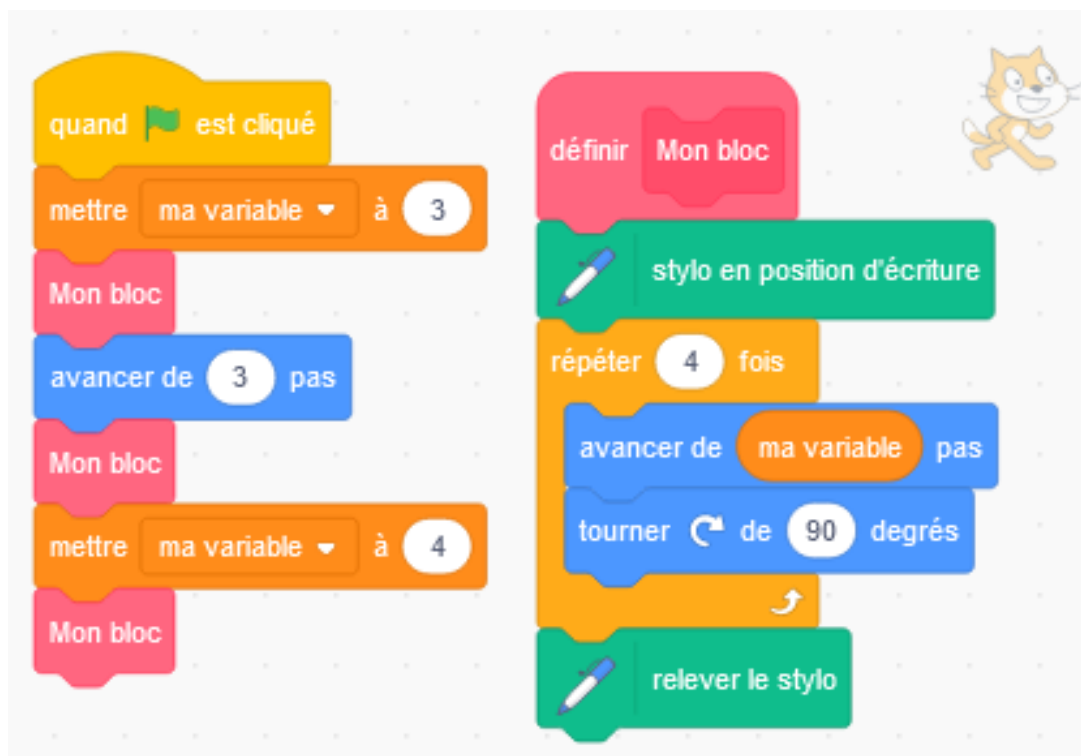 quand est cliqué
mettre ma variable à 3
Mon bloc
avancer de 3 pas
Mon bloc
mettre ma variable à 4
Mon bloc
définir Mon bloc
stylo en position d'écriture
répéter 4 fois
avancer de ma variable pas
tourner de 90 degrés
relever le stylo